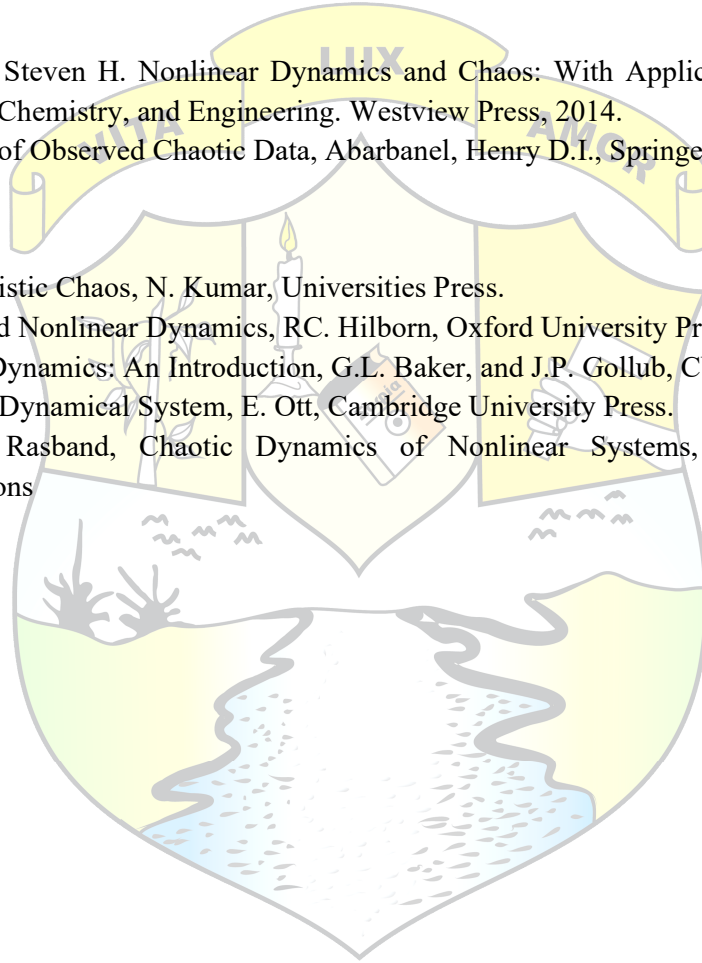 LUX
Steven H. Nonlinear Dynamics and Chaos: With Applic
Chemistry, and Engineering. Westview Press, 2014.
VITA
AMOR
of Observed Chaotic Data, Abarbanel, Henry D.I., Springe
istic Chaos, N. Kumar, Universities Press.
d Nonlinear Dynamics, RC. Hilborn, Oxford University Pr
Dynamics: An Introduction, G.L. Baker, and J.P. Gollub, C
Dynamical System, E. Ott, Cambridge University Press.
Rasband, Chaotic Dynamics of Nonlinear Systems,
ons